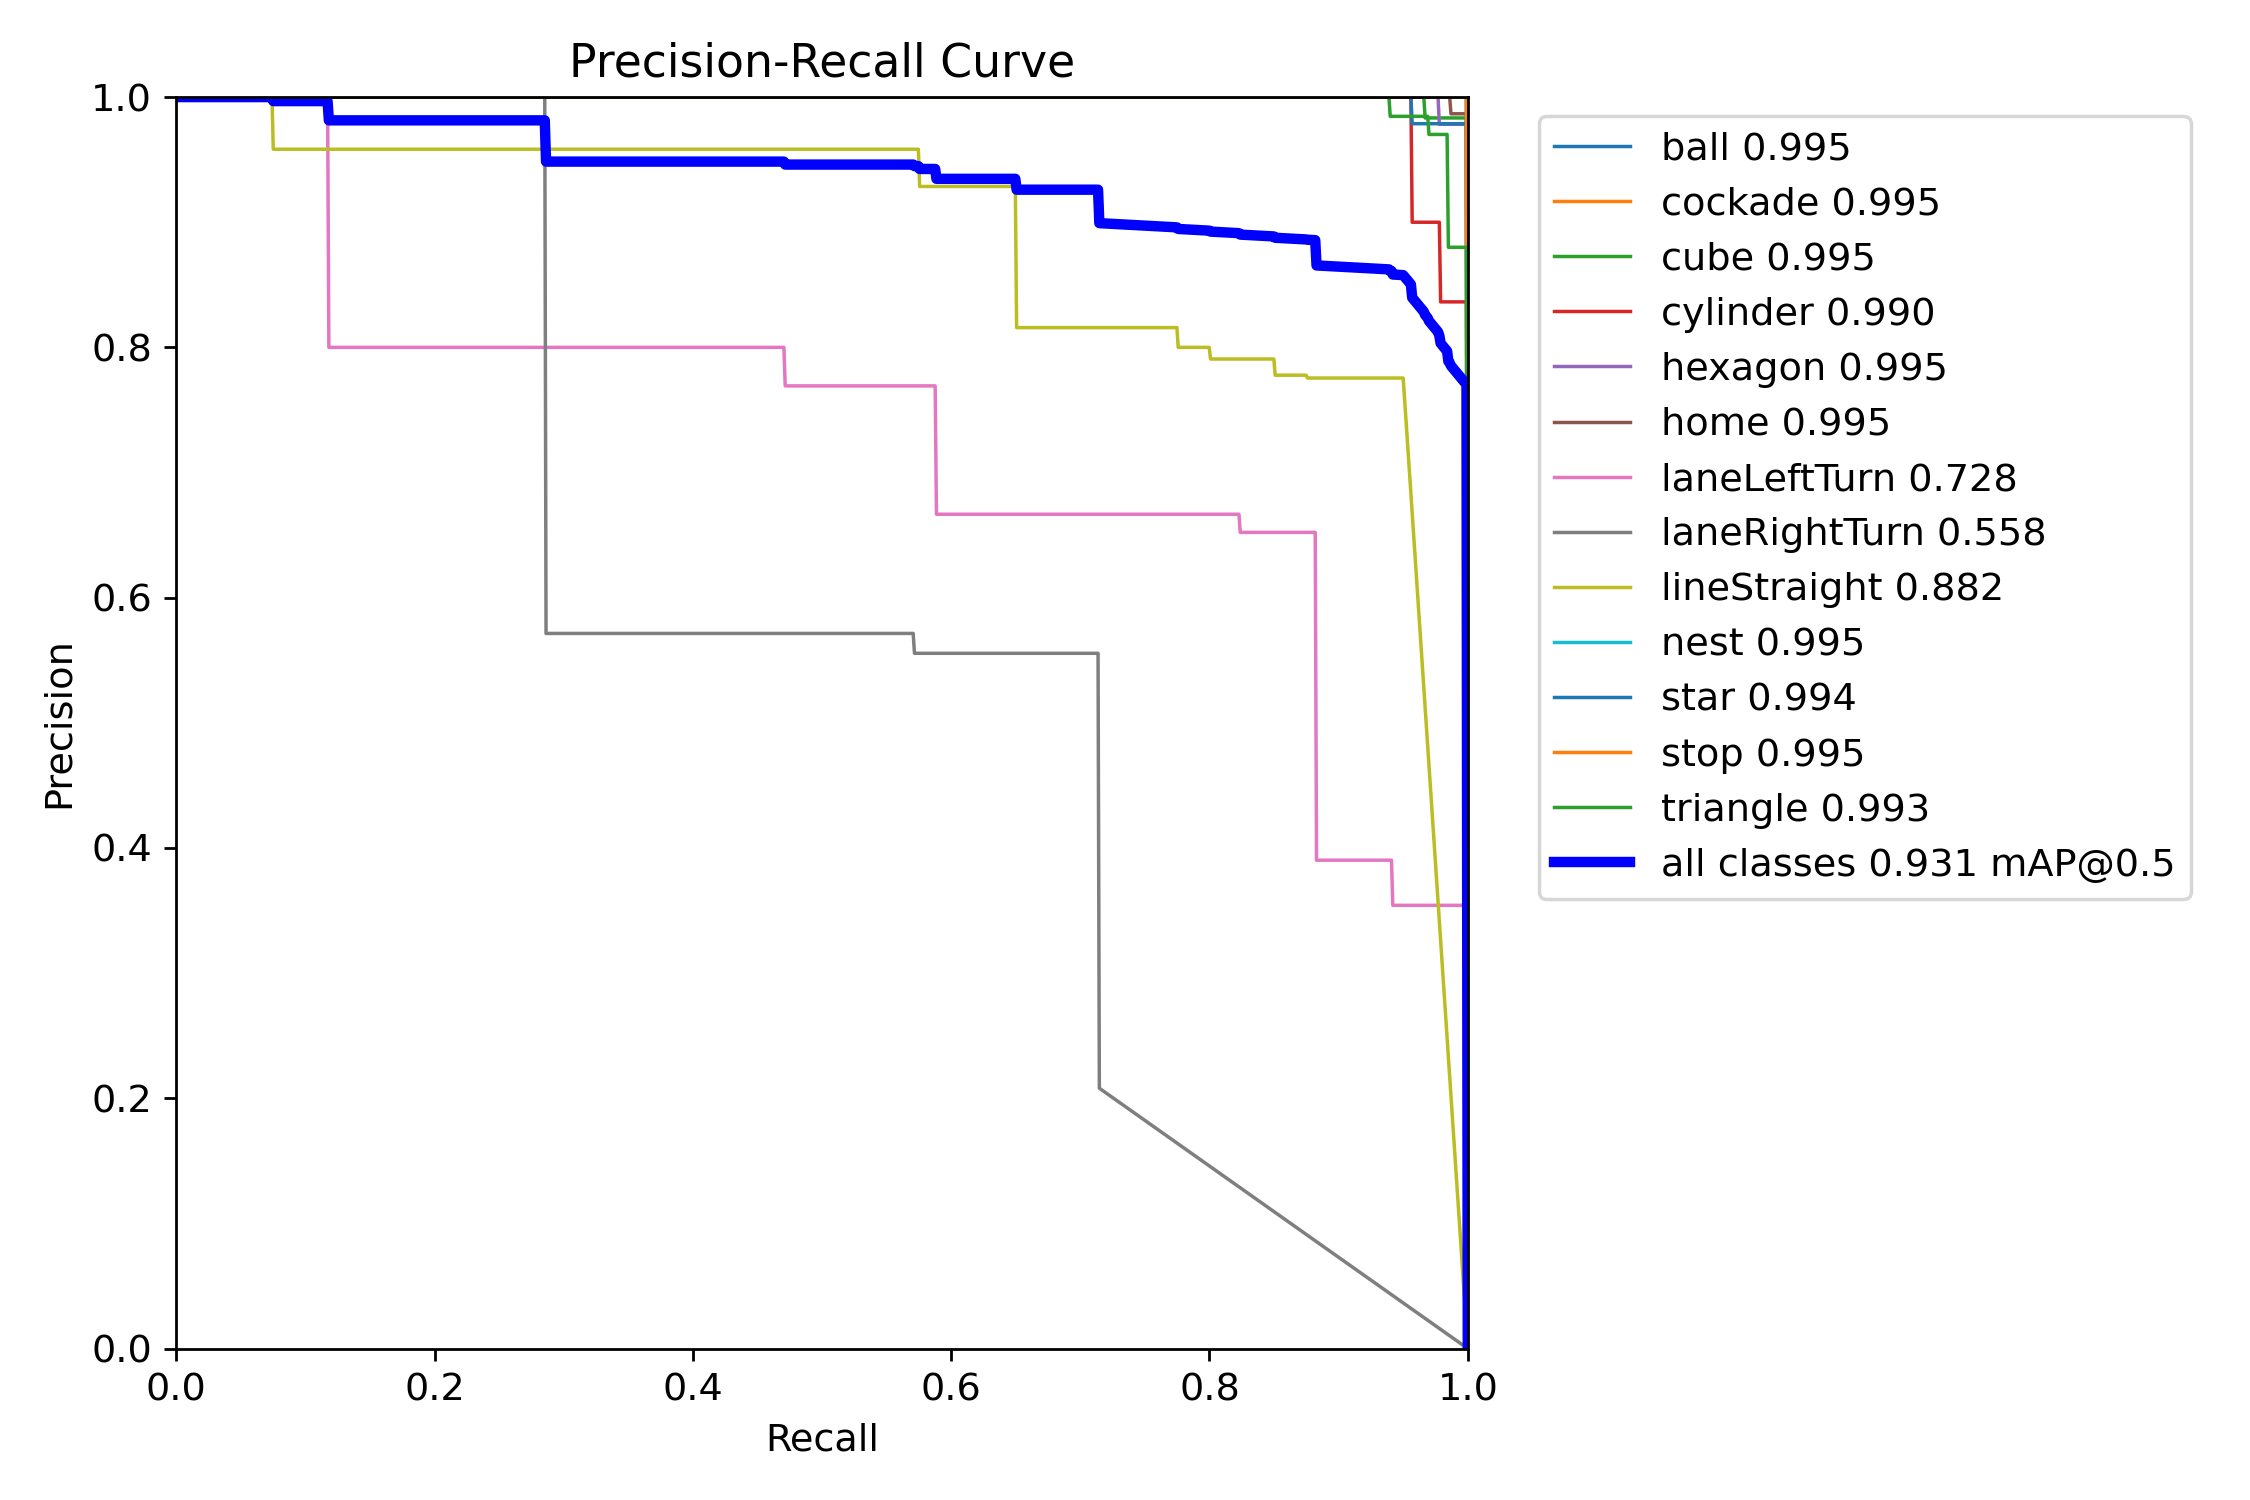 Precision-Recall Curve
1.0
0.8
0.6
0.4
0.2
0.0
Precision
0.0 0.2 0.4 0.6 0.8 1.0
Recall
ball 0.995
cockade 0.995
cube 0.995
cylinder 0.990
hexagon 0.995
home 0.995
laneLeftTurn 0.728
laneRightTurn 0.558
lineStraight 0.882
nest 0.995
star 0.994
stop 0.995
triangle 0.993
all classes 0.931 mAP@0.5